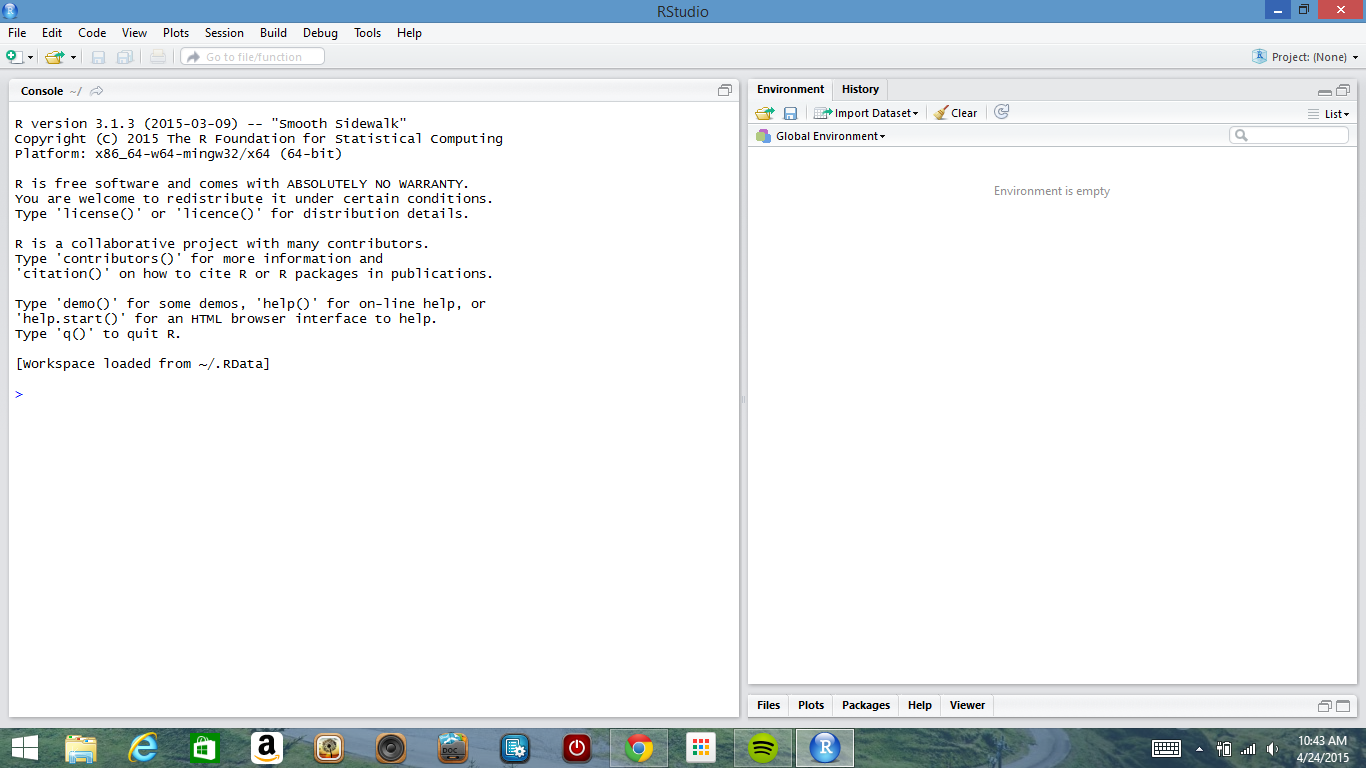 RStudio
File Edit Code View Plots Session Build Debug Tools Help
Go to file/function
Project: (None)
Console ~/
R version 3.1.3 (2015-03-09) -- "Smooth Sidewalk"
Copyright (C) 2015 The R Foundation for Statistical Computing
Platform: x86_64-w64-mingw32/x64 (64-bit)
R is free software and comes with ABSOLUTELY NO WARRANTY.
You are welcome to redistribute it under certain conditions.
Type 'license()' or 'licence()' for distribution details.
R is a collaborative project with many contributors.
Type 'contributors()' for more information and
'citation()' on how to cite R or R packages in publications.
Type 'demo()' for some demos, 'help()' for on-line help, or
'help.start()' for an HTML browser interface to help.
Type 'q()' to quit R.
[Workspace loaded from ~/.RData]
>
Environment History
Import Dataset Clear List
Global Environment
Environment is empty
Files Plots Packages Help Viewer
DOC
R
10:43 AM
4/24/2015